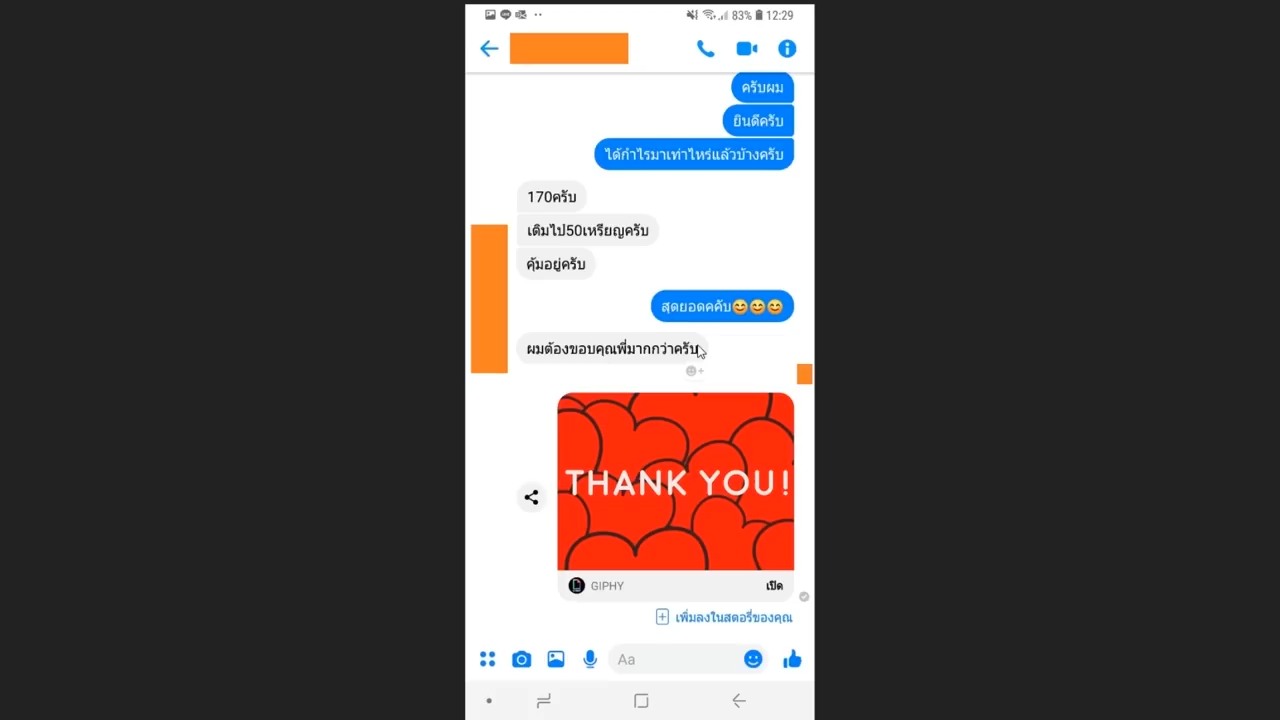 83% 12:29
ครับผม
ยินดีครับ
ได้กำไรมาเท่าไหร่แล้วบ้างครับ
170ครับ
เติมไป50เหรียญครับ
คุ้มอยู่ครับ
สุดยอดคคับ😊😊😊
ผมต้องขอบคุณพี่มากกว่าครับ
THANK YOU!
GIPHY เปิด
เพิ่มลงในสตอรี่ของคุณ
Aa